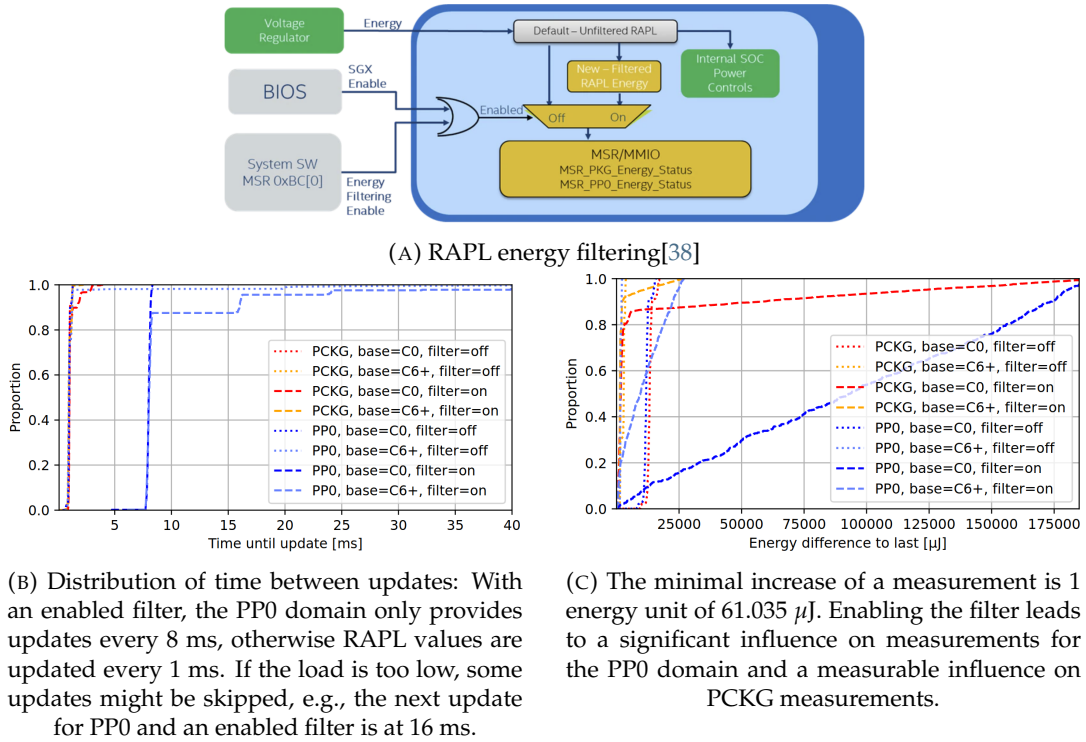 Voltage
Regulator
Energy
Default – Unfiltered RAPL
New – Filtered
RAPL Energy
Internal SOC
Power
Controls
SGX
Enable
BIOS
Enabled
Off
On
System SW
MSR 0xBC[0]
Energy
Filtering
Enable
MSR/MMIO
MSR_PKG_Energy_Status
MSR_PP0_Energy_Status
(A) RAPL energy filtering[38]
1.0
0.8
0.6
0.4
0.2
0.0
Proportion
PCKG, base=C0, filter=off
PCKG, base=C6+, filter=off
PCKG, base=C0, filter=on
PCKG, base=C6+, filter=on
PP0, base=C0, filter=off
PP0, base=C6+, filter=off
PP0, base=C0, filter=on
PP0, base=C6+, filter=on
5 10 15 20 25 30 35 40
Time until update [ms]
1.0
0.8
0.6
0.4
0.2
0.0
Proportion
PCKG, base=C0, filter=off
PCKG, base=C6+, filter=off
PCKG, base=C0, filter=on
PCKG, base=C6+, filter=on
PP0, base=C0, filter=off
PP0, base=C6+, filter=off
PP0, base=C0, filter=on
PP0, base=C6+, filter=on
25000 50000 75000 100000 125000 150000 175000
Energy difference to last [µJ]
(B) Distribution of time between updates: With
an enabled filter, the PP0 domain only provides
updates every 8 ms, otherwise RAPL values are
updated every 1 ms. If the load is too low, some
updates might be skipped, e.g., the next update
for PP0 and an enabled filter is at 16 ms.
(C) The minimal increase of a measurement is 1
energy unit of 61.035 µJ. Enabling the filter leads
to a significant influence on measurements for
the PP0 domain and a measurable influence on
PCKG measurements.